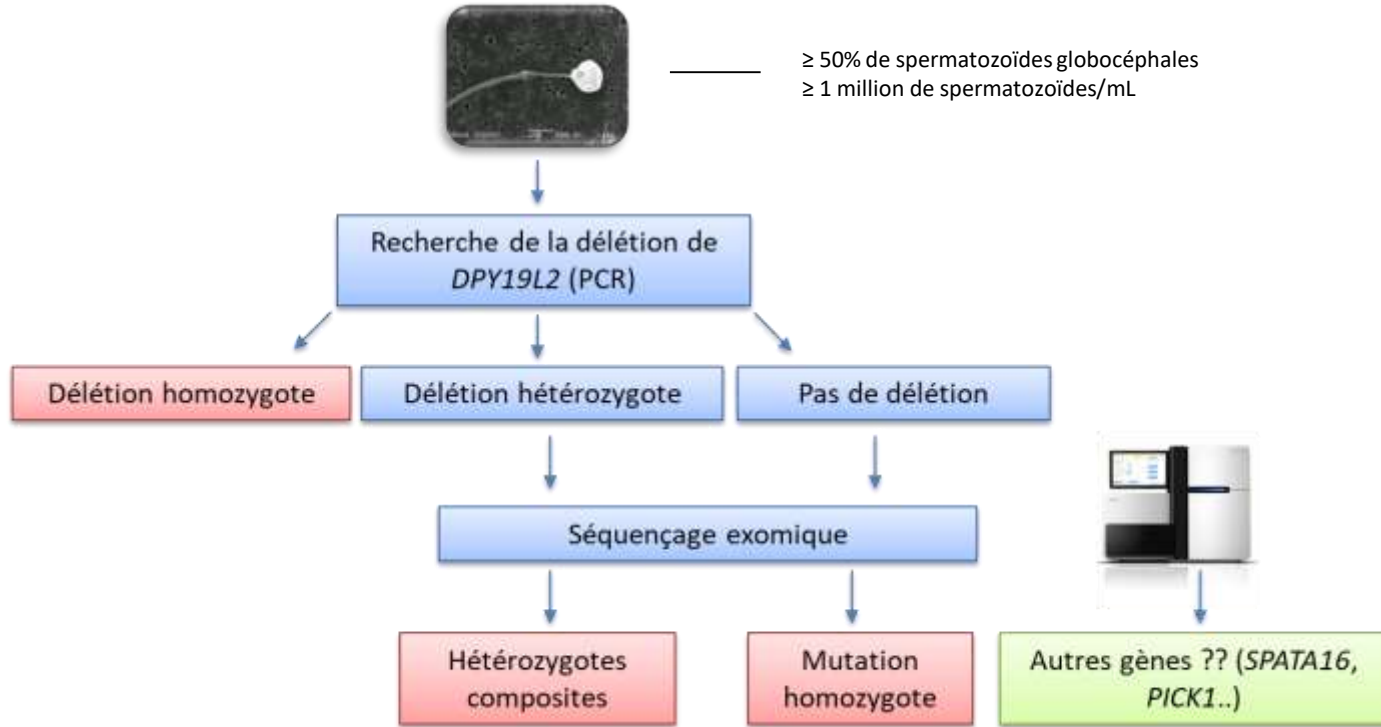 ≥ 50% de spermatozoïdes globocéphales
≥ 1 million de spermatozoïdes/mL
Recherche de la délétion de
DPY19L2 (PCR)
Délétion homozygote
Délétion hétérozygote
Pas de délétion
Séquençage exomique
Hétérozygotes
composites
Mutation
homozygote
Autres gènes ?? (SPATA16,
PICK1..)